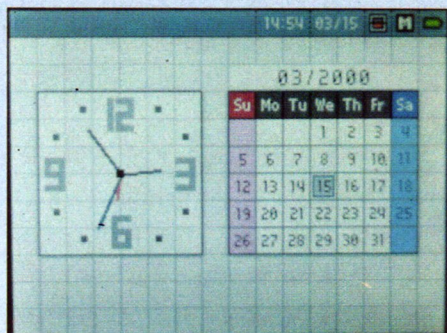 14:54 03/15 M
03/2000
Su Mo Tu We Th Fr Sa
1 2 3 4
5 6 7 8 9 10 11
12 13 14 15 16 17 18
19 20 21 22 23 24 25
26 27 28 29 30 31
12
9 3
6